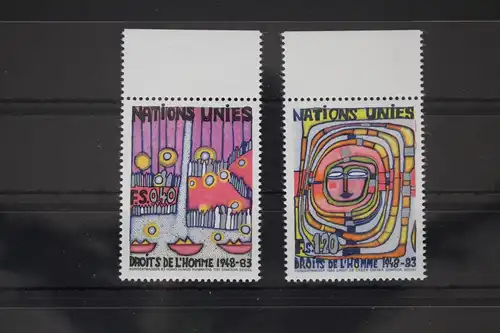 NATIONS UNIES
F.S. 0,40
DROITS DE L'HOMME 1948-83
NATIONS UNIES
F.S. 1,20
DROITS DE L'HOMME 1948-83